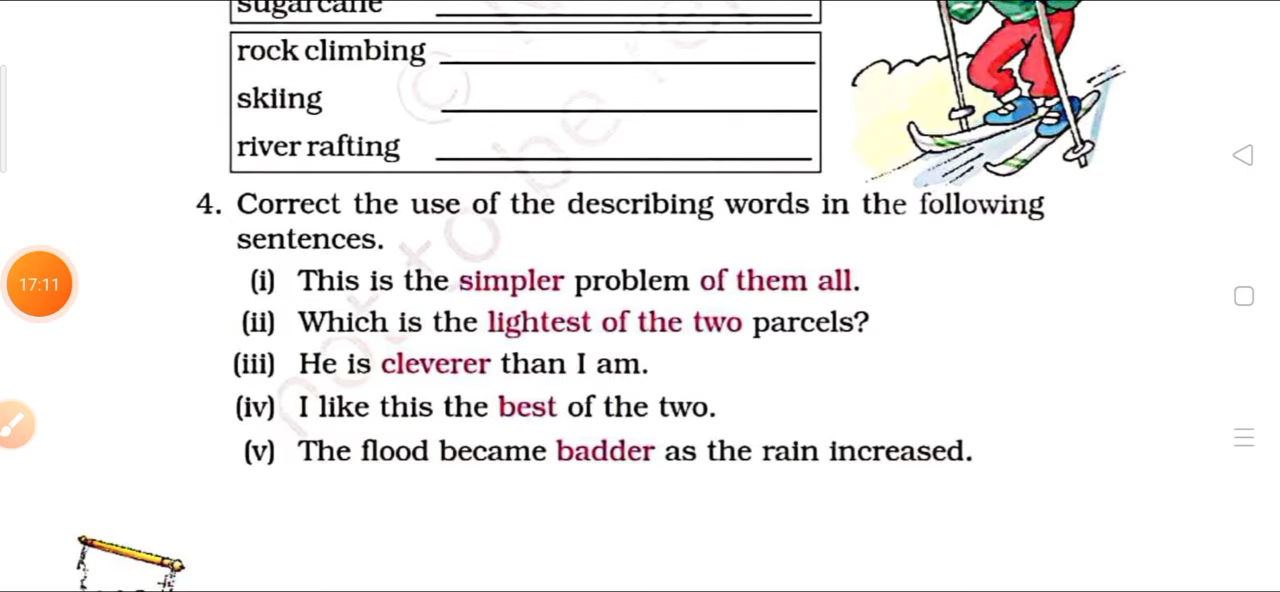 sugarcane
rock climbing
skiing
river rafting
4. Correct the use of the describing words in the following
sentences.
(i) This is the simpler problem of them all.
(ii) Which is the lightest of the two parcels?
(iii) He is cleverer than I am.
(iv) I like this the best of the two.
(v) The flood became badder as the rain increased.
17:11
© 
not to be